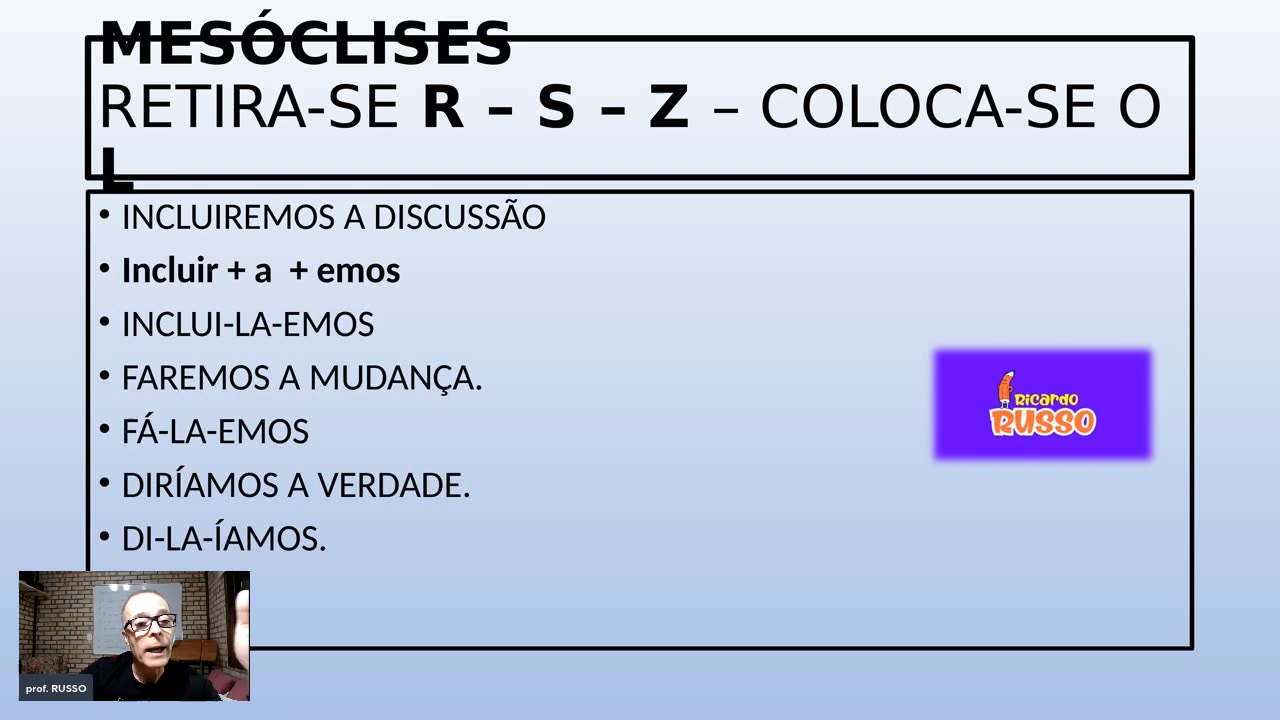 MESÓCLISES
RETIRA-SE R – S – Z – COLOCA-SE O
L
• INCLUIREMOS A DISCUSSÃO
• Incluir + a + emos
• INCLUI-LA-EMOS
• FAREMOS A MUDANÇA.
• FÁ-LA-EMOS
• DIRÍAMOS A VERDADE.
• DI-LA-ÍAMOS.
Ricardo
RUSSO
prof. RUSSO